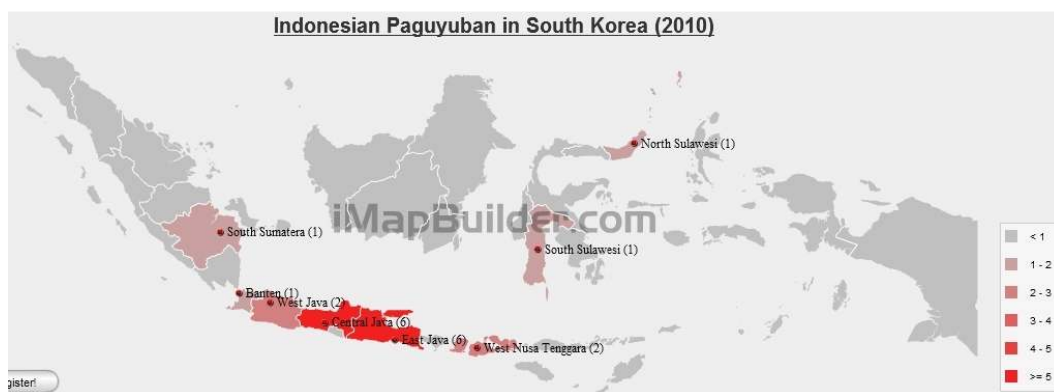 Indonesian Paguyuban in South Korea (2010)
North Sulawesi (1)
iMapBuilder.com
South Sumatera (1)
South Sulawesi (1)
Banten (1)
West Java (2)
Central Java (6)
East Java (6)
West Nusa Tenggara (2)
< 1
1 - 2
2 - 3
3 - 4
4 - 5
>= 5
gister!